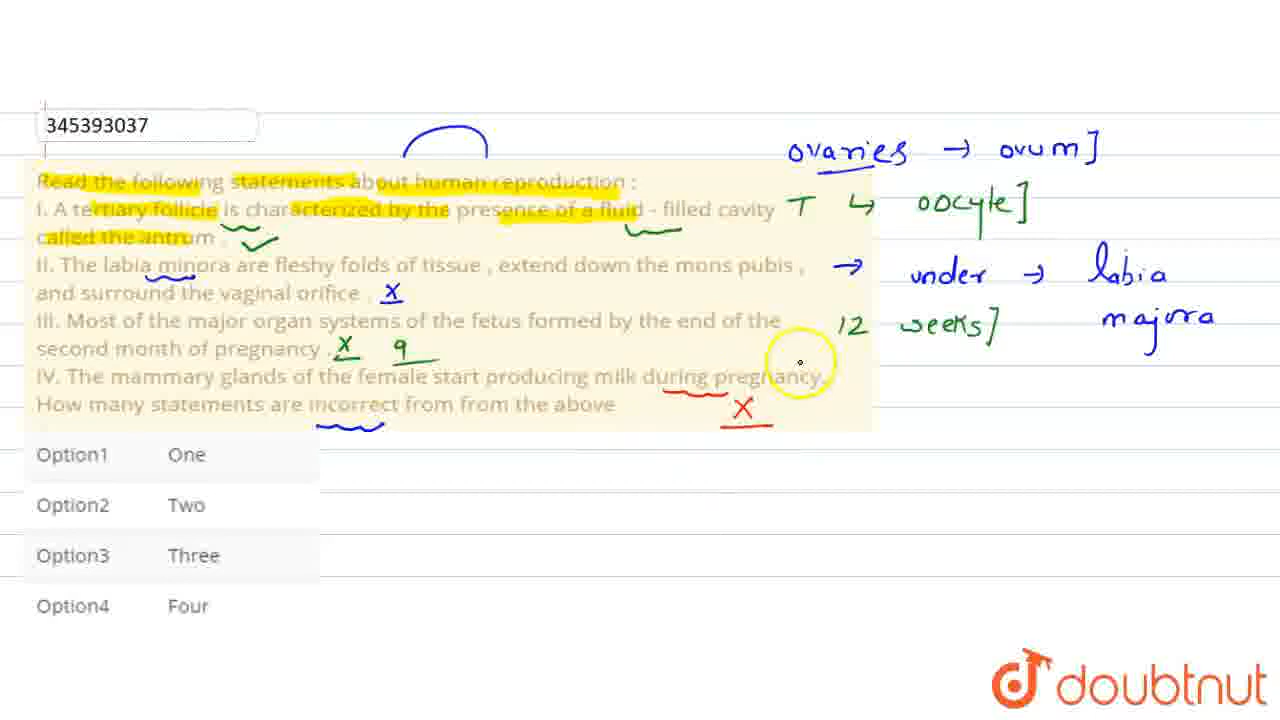 345393037
Read the following statements about human reproduction :
I. A tertiary follicle is characterized by the presence of a fluid - filled cavity
called the antrum .
II. The labia minora are fleshy folds of tissue , extend down the mons pubis ,
and surround the vaginal orifice . x
III. Most of the major organ systems of the fetus formed by the end of the
second month of pregnancy . x 9
IV. The mammary glands of the female start producing milk during pregnancy.
How many statements are incorrect from from the above X
Option1 One
Option2 Two
Option3 Three
Option4 Four
ovaries → ovum]
T ↳ oocyte]
→ under → labia
majora
12 weeks]
doubtnut